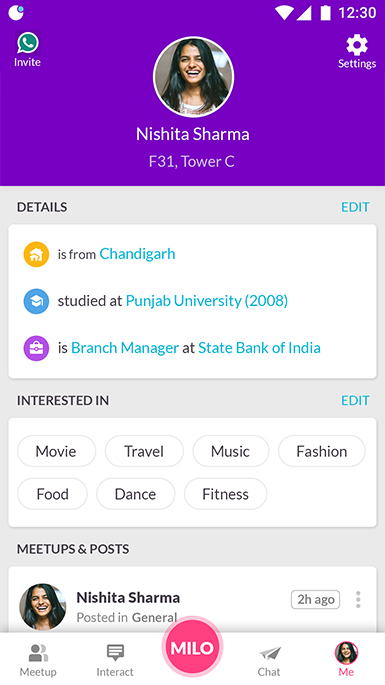 12:30
Invite
Settings
Nishita Sharma
F31, Tower C
DETAILS
EDIT
is from Chandigarh
studied at Punjab University (2008)
is Branch Manager at State Bank of India
INTERESTED IN
EDIT
Movie
Travel
Music
Fashion
Food
Dance
Fitness
MEETUPS & POSTS
Nishita Sharma
2h ago
Posted in General
Meetup
Interact
MILO
Chat
Me